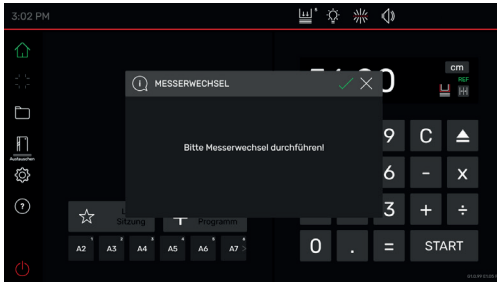 3:02 PM
cm
REF
MESSERWECHSEL
Bitte Messerwechsel durchführen!
Austauschen
9 C
6 - x
3 + ÷
0 . = START
Sitzung
Programm
A2 A3 A4 A5 A6 A7